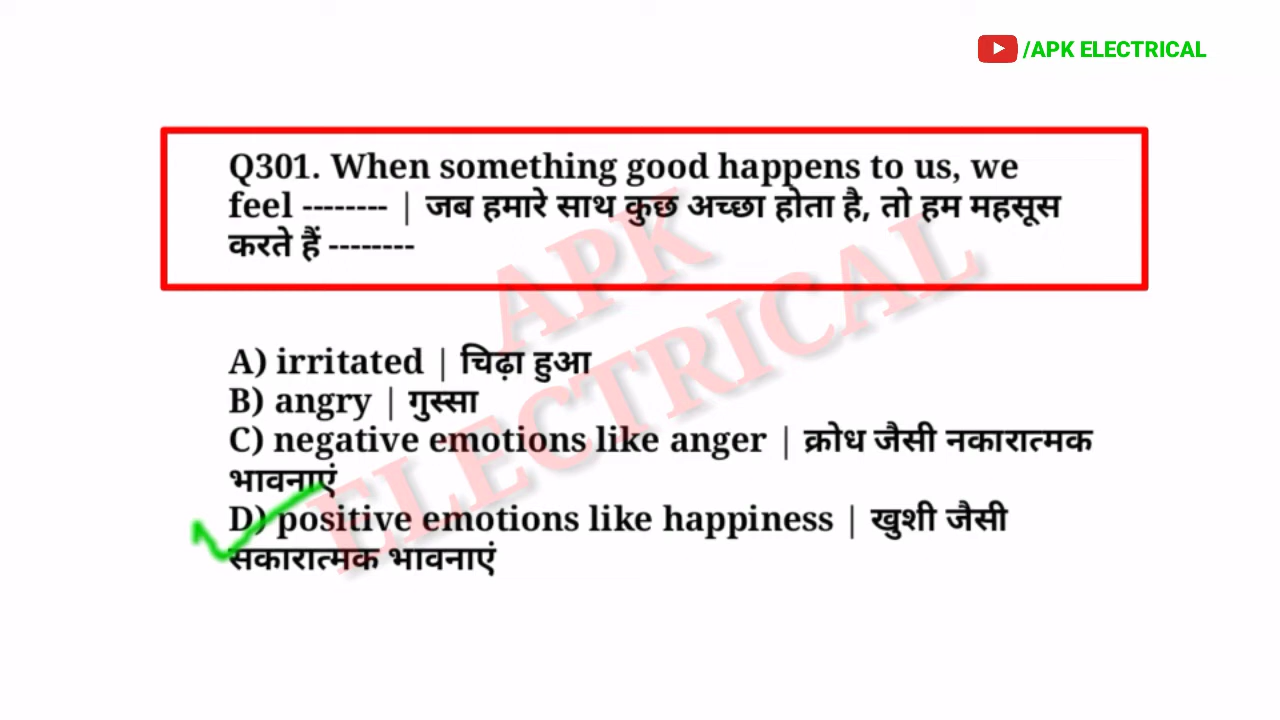 /APK ELECTRICAL
Q301. When something good happens to us, we
feel -------- | जब हमारे साथ कुछ अच्छा होता है, तो हम महसूस
करते हैं --------
APK
ELECTRICAL
A) irritated | चिढ़ा हुआ
B) angry | गुस्सा
C) negative emotions like anger | क्रोध जैसी नकारात्मक
भावनाएं
D) positive emotions like happiness | खुशी जैसी
सकारात्मक भावनाएं